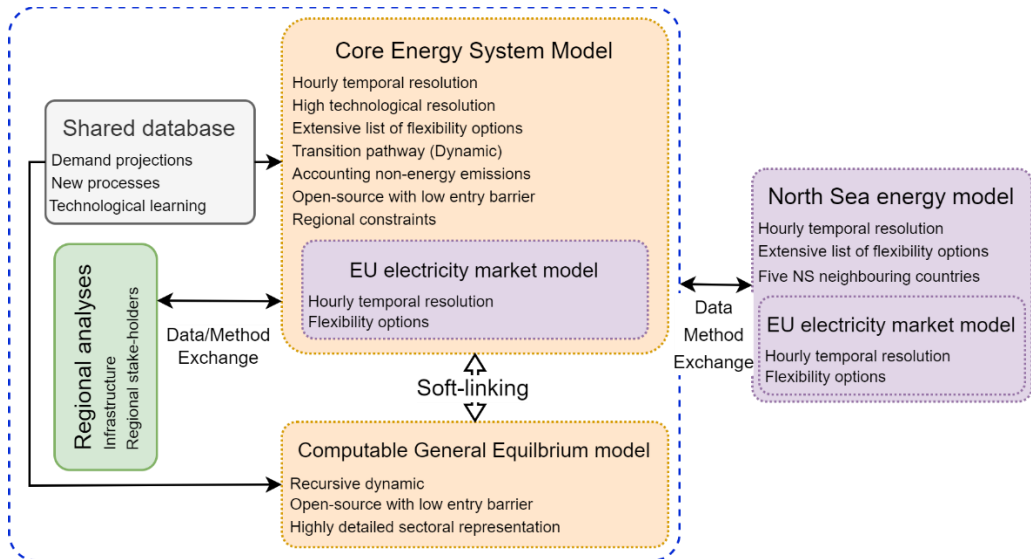 Core Energy System Model
Hourly temporal resolution
High technological resolution
Extensive list of flexibility options
Transition pathway (Dynamic)
Accounting non-energy emissions
Open-source with low entry barrier
Regional constraints
Shared database
Demand projections
New processes
Technological learning
EU electricity market model
Hourly temporal resolution
Flexibility options
Regional analyses
Infrastructure
Regional stake-holders
Data/Method
Exchange
Soft-linking
Computable General Equilbrium model
Recursive dynamic
Open-source with low entry barrier
Highly detailed sectoral representation
Data
Method
Exchange
North Sea energy model
Hourly temporal resolution
Extensive list of flexibility options
Five NS neighbouring countries
EU electricity market model
Hourly temporal resolution
Flexibility options